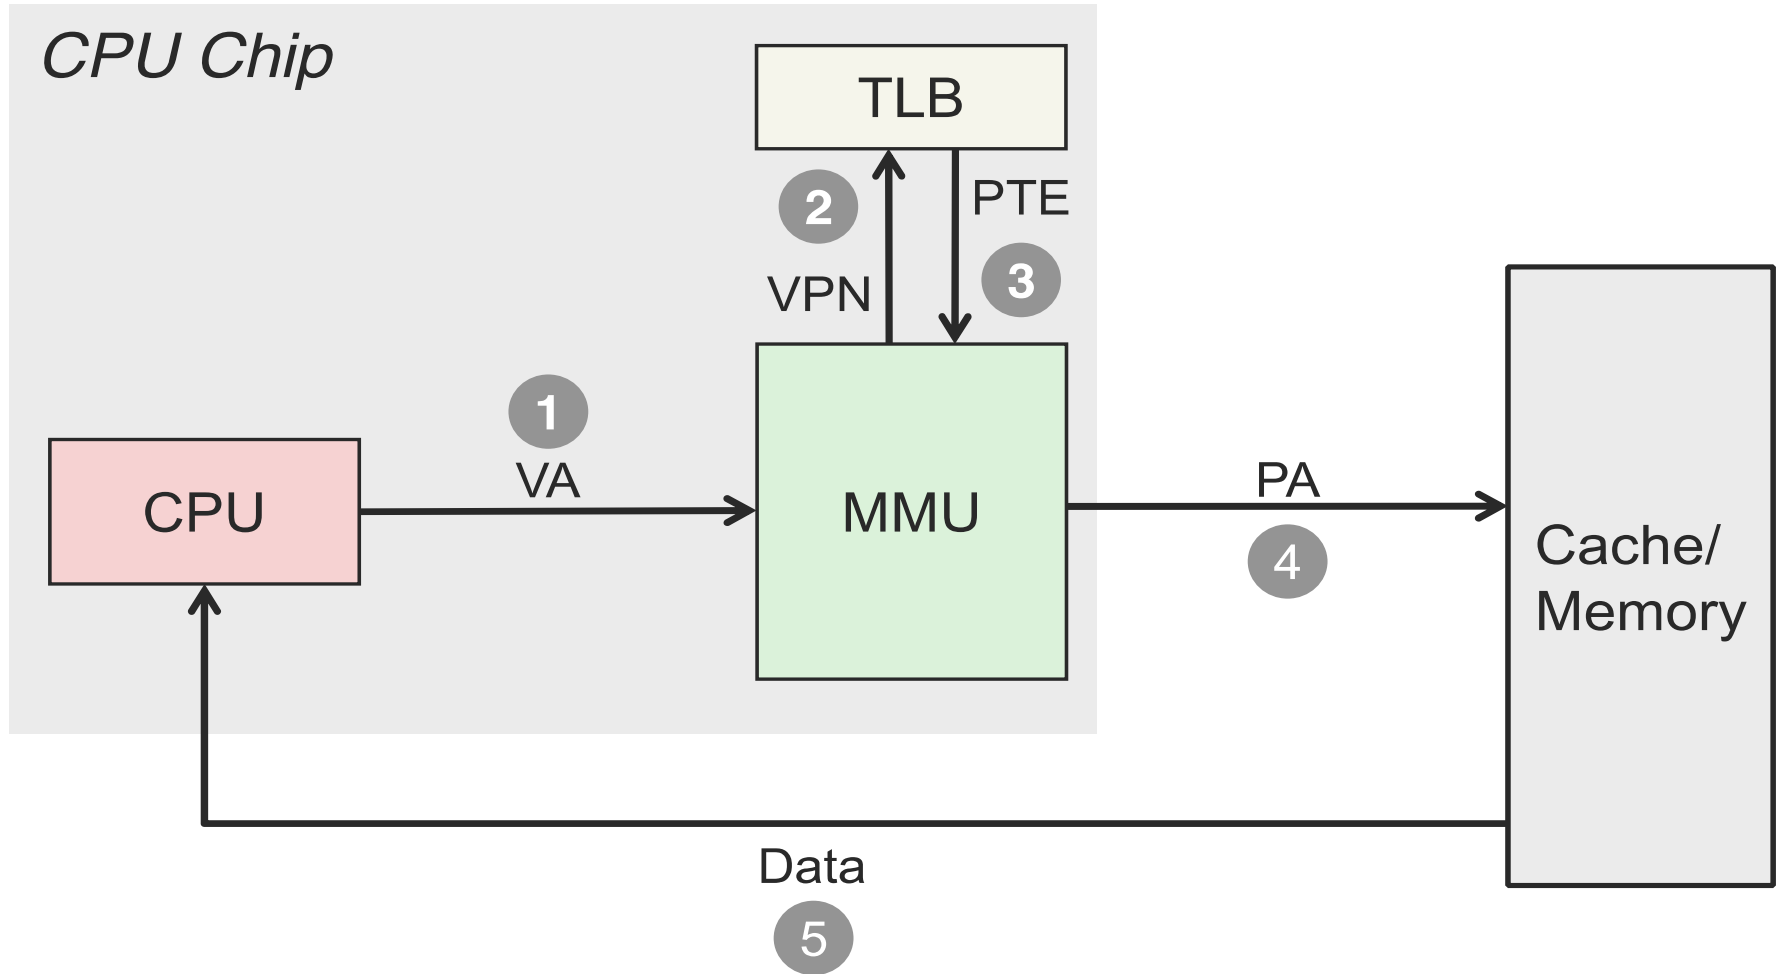 CPU Chip
TLB
2
PTE
VPN
3
1
VA
CPU
MMU
PA
4
Cache/
Memory
Data
5